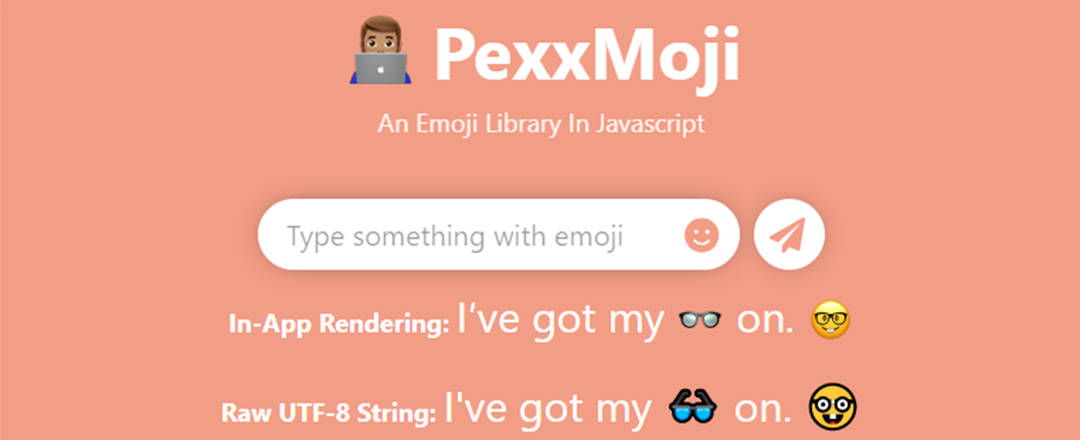 👨🏽‍💻 PexxMoji
An Emoji Library In Javascript
Type something with emoji
In-App Rendering: I’ve got my 👓 on. 🤓
Raw UTF-8 String: I've got my 👓 on. 🤓